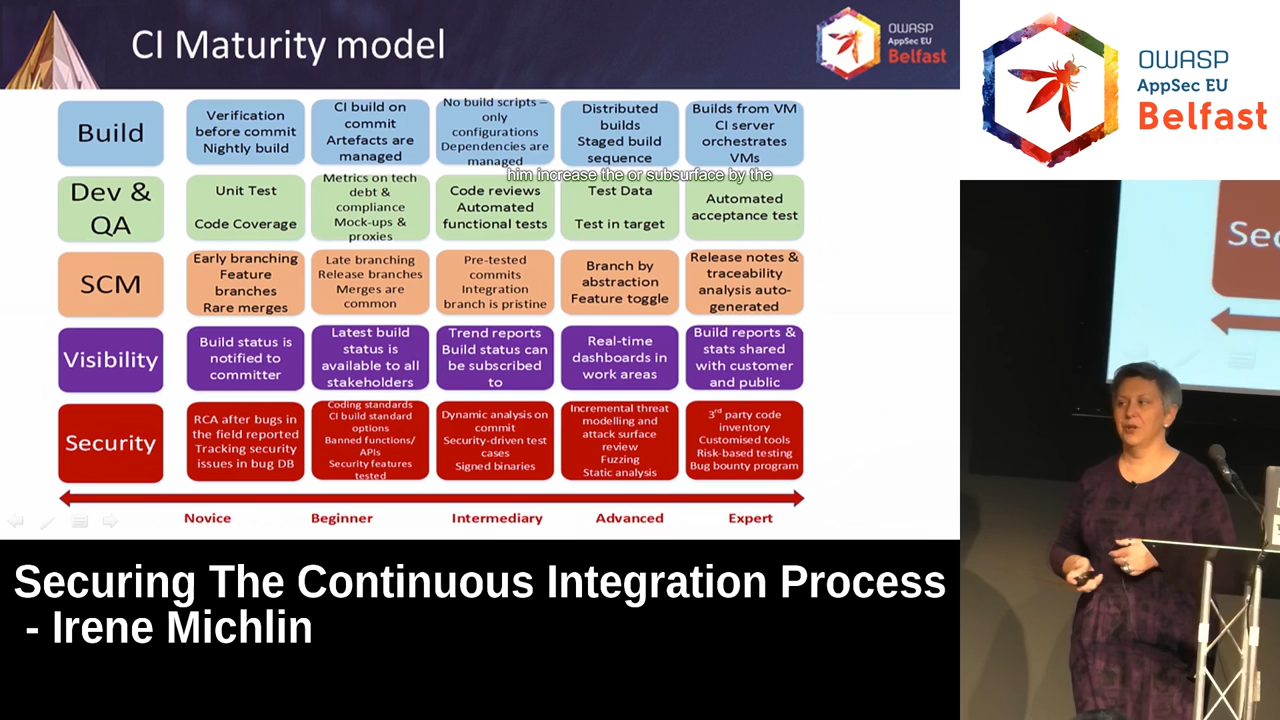 CI Maturity model
OWASP
AppSec EU
Belfast
OWASP
AppSec EU
Belfast
Build
Verification
before commit
Nightly build
CI build on
commit
Artefacts are
managed
No build scripts –
only
configurations
Dependencies are
managed
Distributed
builds
Staged build
sequence
Builds from VM
CI server
orchestrates
VMs
him increase the or subsurface by the
Dev &
QA
Unit Test
Code Coverage
Metrics on tech
debt &
compliance
Mock-ups &
proxies
Code reviews
Automated
functional tests
Test Data
Test in target
Automated
acceptance test
SCM
Early branching
Feature
branches
Rare merges
Late branching
Release branches
Merges are
common
Pre-tested
commits
Integration
branch is pristine
Branch by
abstraction
Feature toggle
Release notes &
traceability
analysis auto-
generated
Visibility
Build status is
notified to
committer
Latest build
status is
available to all
stakeholders
Trend reports
Build status can
be subscribed
to
Real-time
dashboards in
work areas
Build reports &
stats shared
with customer
and public
Security
RCA after bugs in
the field reported
Tracking security
issues in bug DB
Coding standards
CI build standard
options
Banned functions/
APIs
Security features
tested
Dynamic analysis on
commit
Security-driven test
cases
Signed binaries
Incremental threat
modelling and
attack surface
review
Fuzzing
Static analysis
3rd party code
inventory
Customised tools
Risk-based testing
Bug bounty program
Novice
Beginner
Intermediary
Advanced
Expert
Sec
Securing The Continuous Integration Process
- Irene Michlin